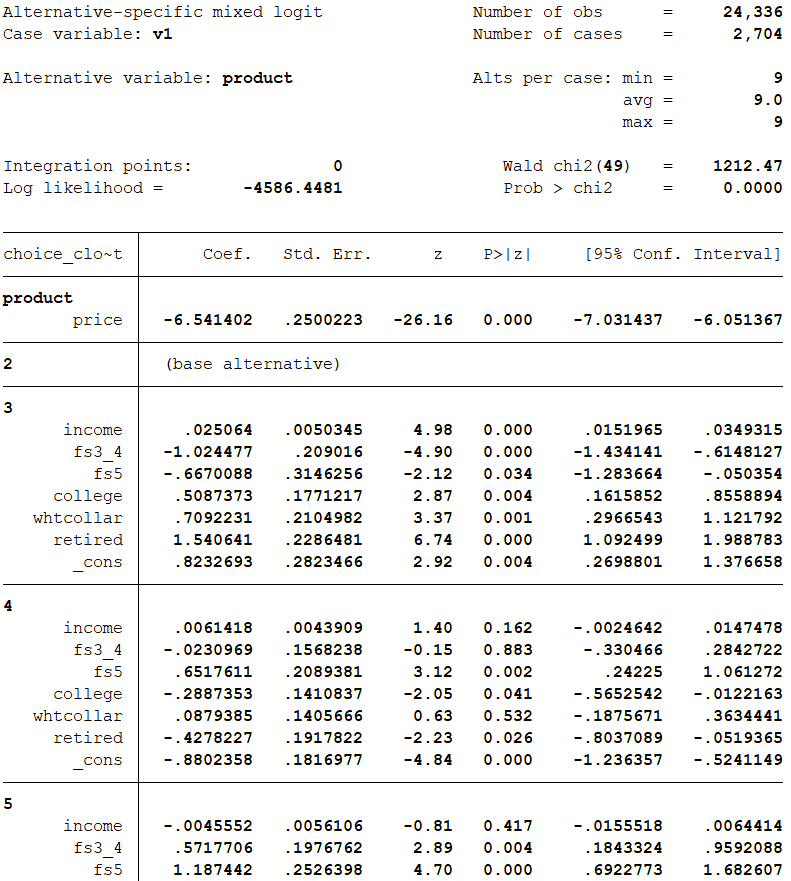 Alternative-specific mixed logit Number of obs = 24,336
Case variable: v1 Number of cases = 2,704
Alternative variable: product Alts per case: min = 9
avg = 9.0
max = 9
Integration points: 0 Wald chi2(49) = 1212.47
Log likelihood = -4586.4481 Prob > chi2 = 0.0000
choice_clo~t Coef. Std. Err. z P>|z| [95% Conf. Interval]
product
price -6.541402 .2500223 -26.16 0.000 -7.031437 -6.051367
2 (base alternative)
3
income .025064 .0050345 4.98 0.000 .0151965 .0349315
fs3_4 -1.024477 .209016 -4.90 0.000 -1.434141 -.6148127
fs5 -.6670088 .3146256 -2.12 0.034 -1.283664 -.050354
college .5087373 .1771217 2.87 0.004 .1615852 .8558894
whtcollar .7092231 .2104982 3.37 0.001 .2966543 1.121792
retired 1.540641 .2286481 6.74 0.000 1.092499 1.988783
_cons .8232693 .2823466 2.92 0.004 .2698801 1.376658
4
income .0061418 .0043909 1.40 0.162 -.0024642 .0147478
fs3_4 -.0230969 .1568238 -0.15 0.883 -.330466 .2842722
fs5 .6517611 .2089381 3.12 0.002 .24225 1.061272
college -.2887353 .1410837 -2.05 0.041 -.5652542 -.0122163
whtcollar .0879385 .1405666 0.63 0.532 -.1875671 .3634441
retired -.4278227 .1917822 -2.23 0.026 -.8037089 -.0519365
_cons -.8802358 .1816977 -4.84 0.000 -1.236357 -.5241149
5
income -.0045552 .0056106 -0.81 0.417 -.0155518 .0064414
fs3_4 .5717706 .1976762 2.89 0.004 .1843324 .9592088
fs5 1.187442 .2526398 4.70 0.000 .6922773 1.682607